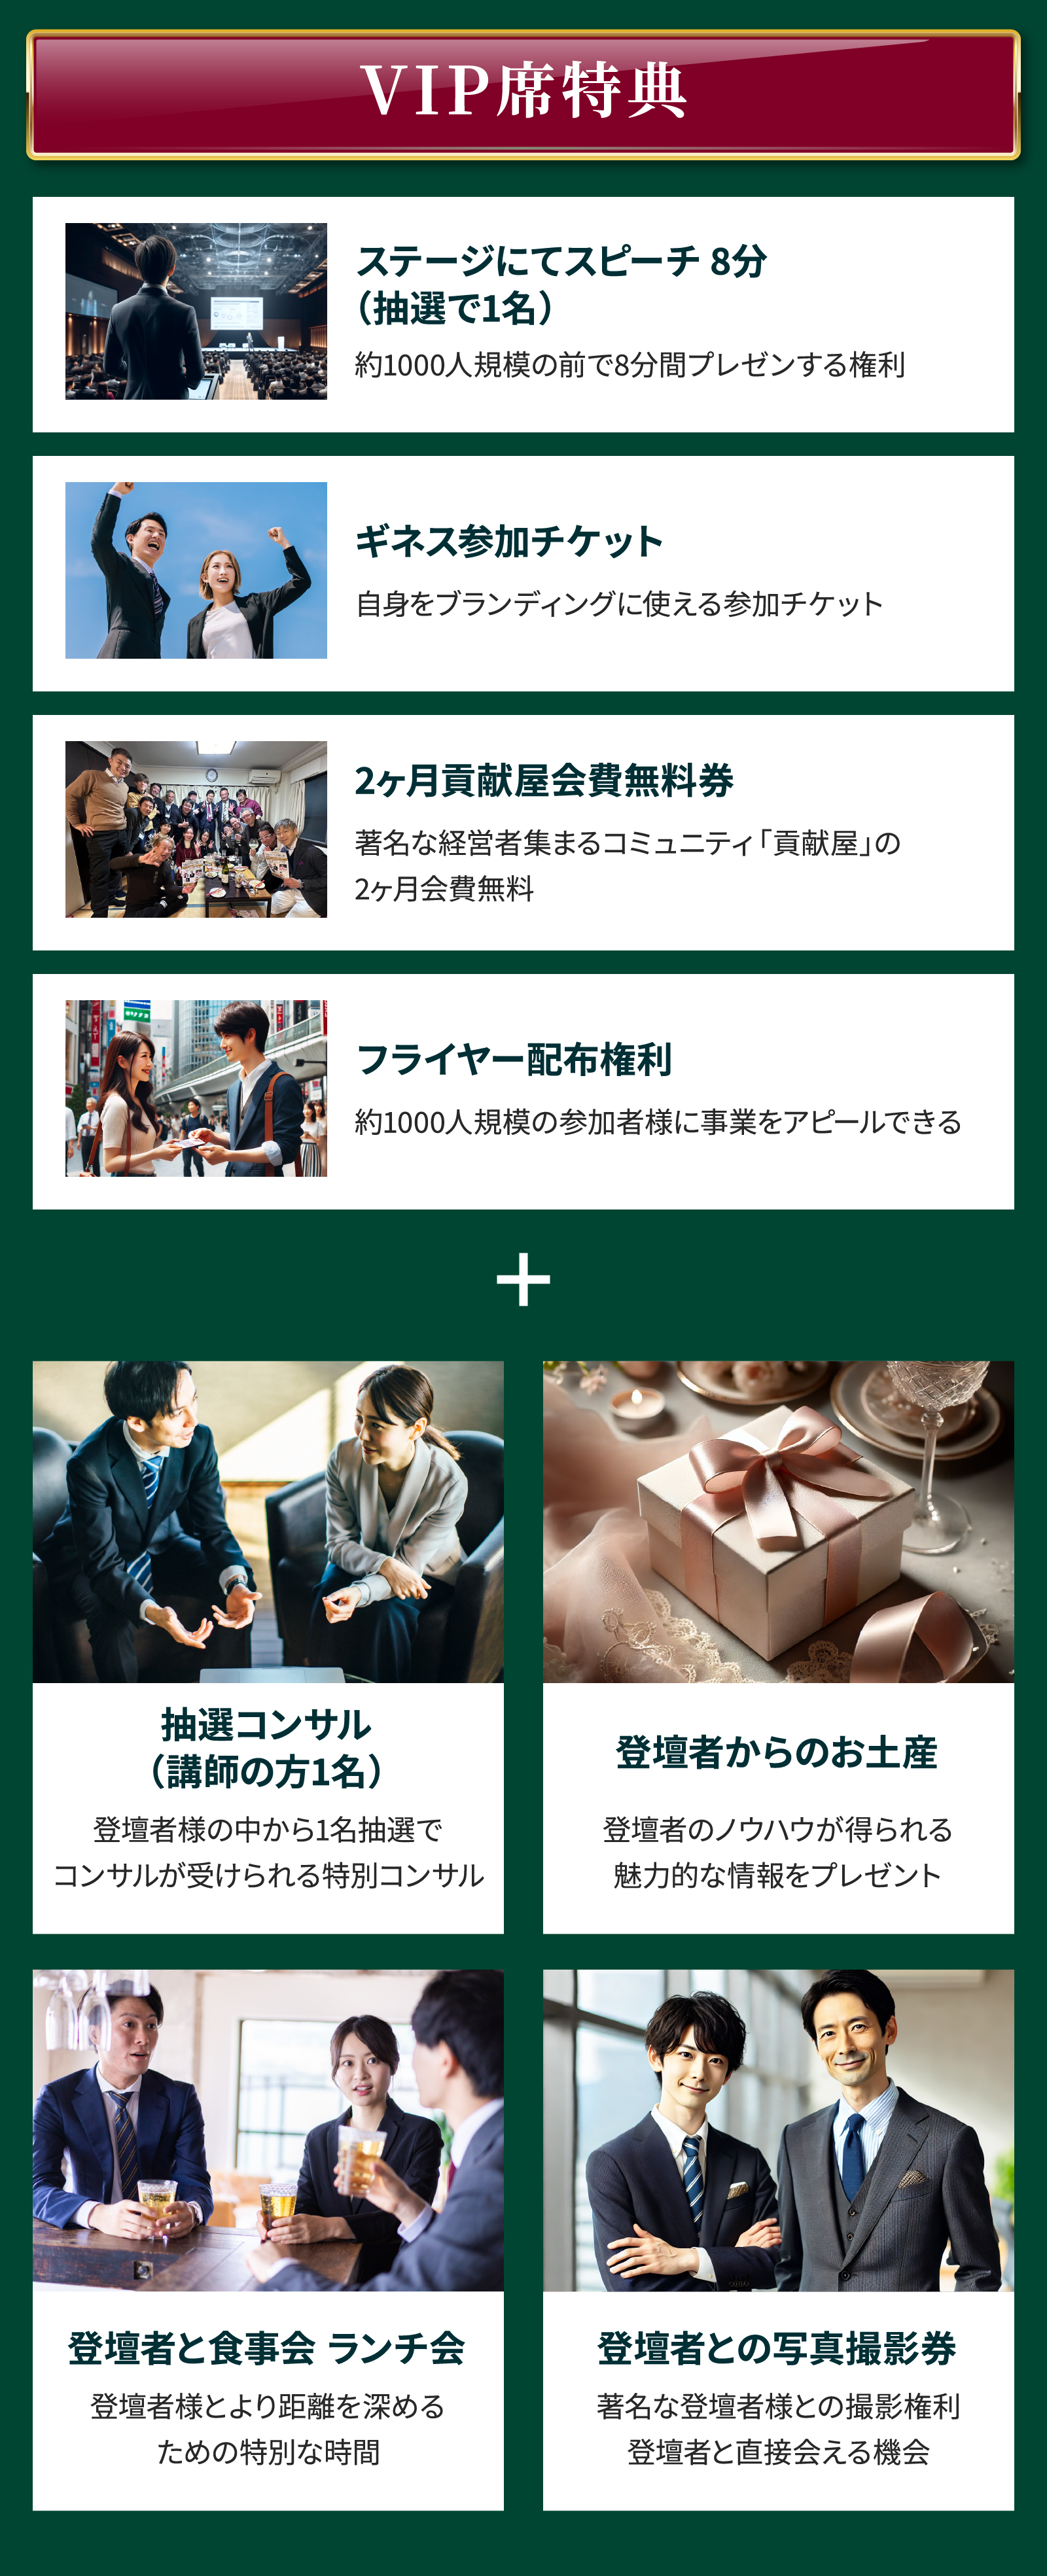 VIP席特典
ステージにてスピーチ 8分
（抽選で1名）
約1000人規模の前で8分間プレゼンする権利
ギネス参加チケット
自身をブランディングに使える参加チケット
2ヶ月貢献屋会費無料券
著名な経営者集まるコミュニティ「貢献屋」の
2ヶ月会費無料
フライヤー配布権利
約1000人規模の参加者様に事業をアピールできる
+
抽選コンサル
（講師の方1名）
登壇者様の中から1名抽選で
コンサルが受けられる特別コンサル
登壇者からのお土産
登壇者のノウハウが得られる
魅力的な情報をプレゼント
登壇者と食事会 ランチ会
登壇者様とより距離を深める
ための特別な時間
登壇者との写真撮影券
著名な登壇者様との撮影権利
登壇者と直接会える機会